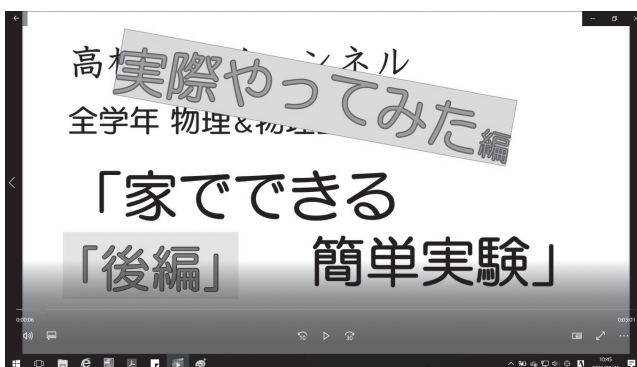 高
ンネル
実際やってみた編
全学年 物理&物理
「家でできる
「後編」
簡単実験」
0:00:06
0:03:01
10
30
10:45